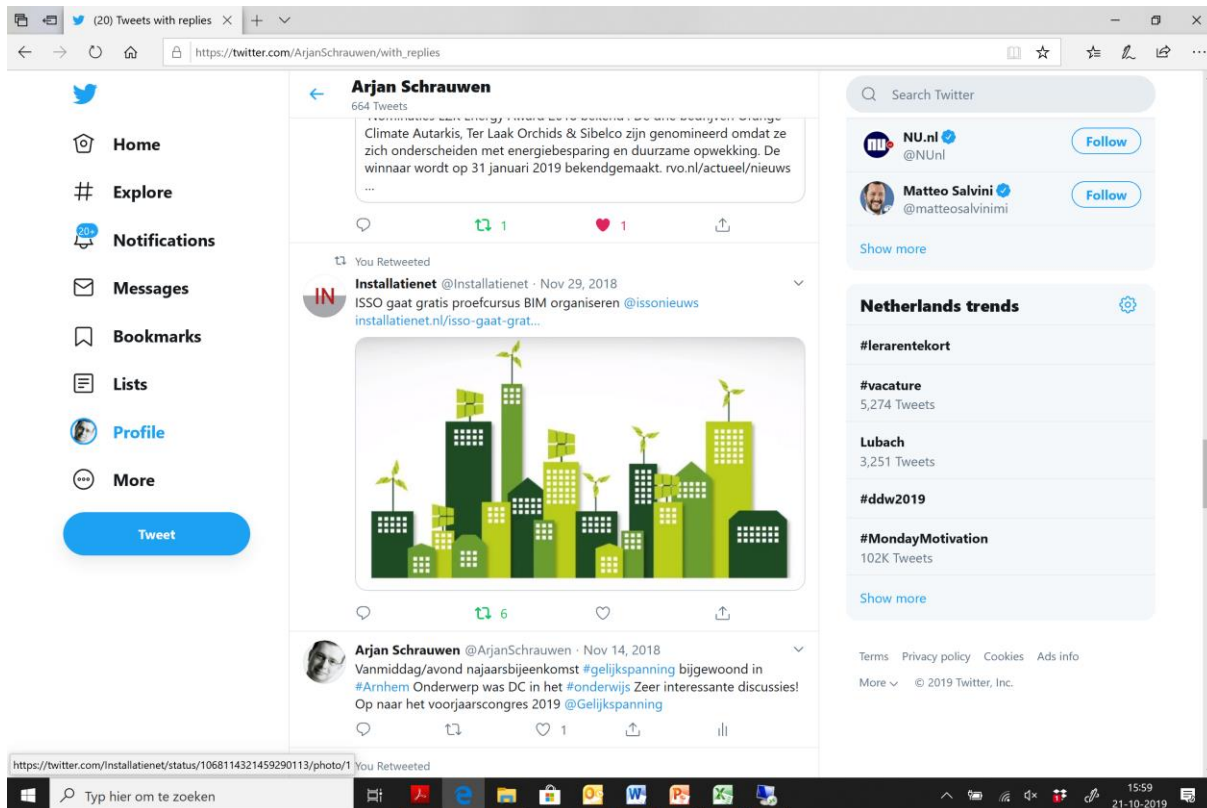 (20) Tweets with replies
https://twitter.com/ArjanSchrauwen/with_replies
Home
Explore
20+
Notifications
Messages
Bookmarks
Lists
Profile
More
Tweet
Arjan Schrauwen
664 Tweets
Climate Autarkis, Ter Laak Orchids & Sibelco zijn genomineerd omdat ze
zich onderscheiden met energiebesparing en duurzame opwekking. De
winnaar wordt op 31 januari 2019 bekendgemaakt. rvo.nl/actueel/nieuws
...
1
1
You Retweeted
IN
Installatienet @Installatienet · Nov 29, 2018
ISSO gaat gratis proefcursus BIM organiseren @issonieuws
installatienet.nl/isso-gaat-grat...
6
Arjan Schrauwen @ArjanSchrauwen · Nov 14, 2018
Vanmiddag/avond najaarsbijeenkomst #gelijkspanning bijgewoond in
#Arnhem Onderwerp was DC in het #onderwijs Zeer interessante discussies!
Op naar het voorjaarscongres 2019 @Gelijkspanning
1
You Retweeted
Search Twitter
nu
NU.nl
@NUnl
Follow
Matteo Salvini
@matteosalvinimi
Follow
Show more
Netherlands trends
#lerarentekort
#vacature
5,274 Tweets
Lubach
3,251 Tweets
#ddw2019
#MondayMotivation
102K Tweets
Show more
Terms Privacy policy Cookies Ads info
More © 2019 Twitter, Inc.
https://twitter.com/Installatienet/status/1068114321459290113/photo/1
Typ hier om te zoeken
15:59
21-10-2019